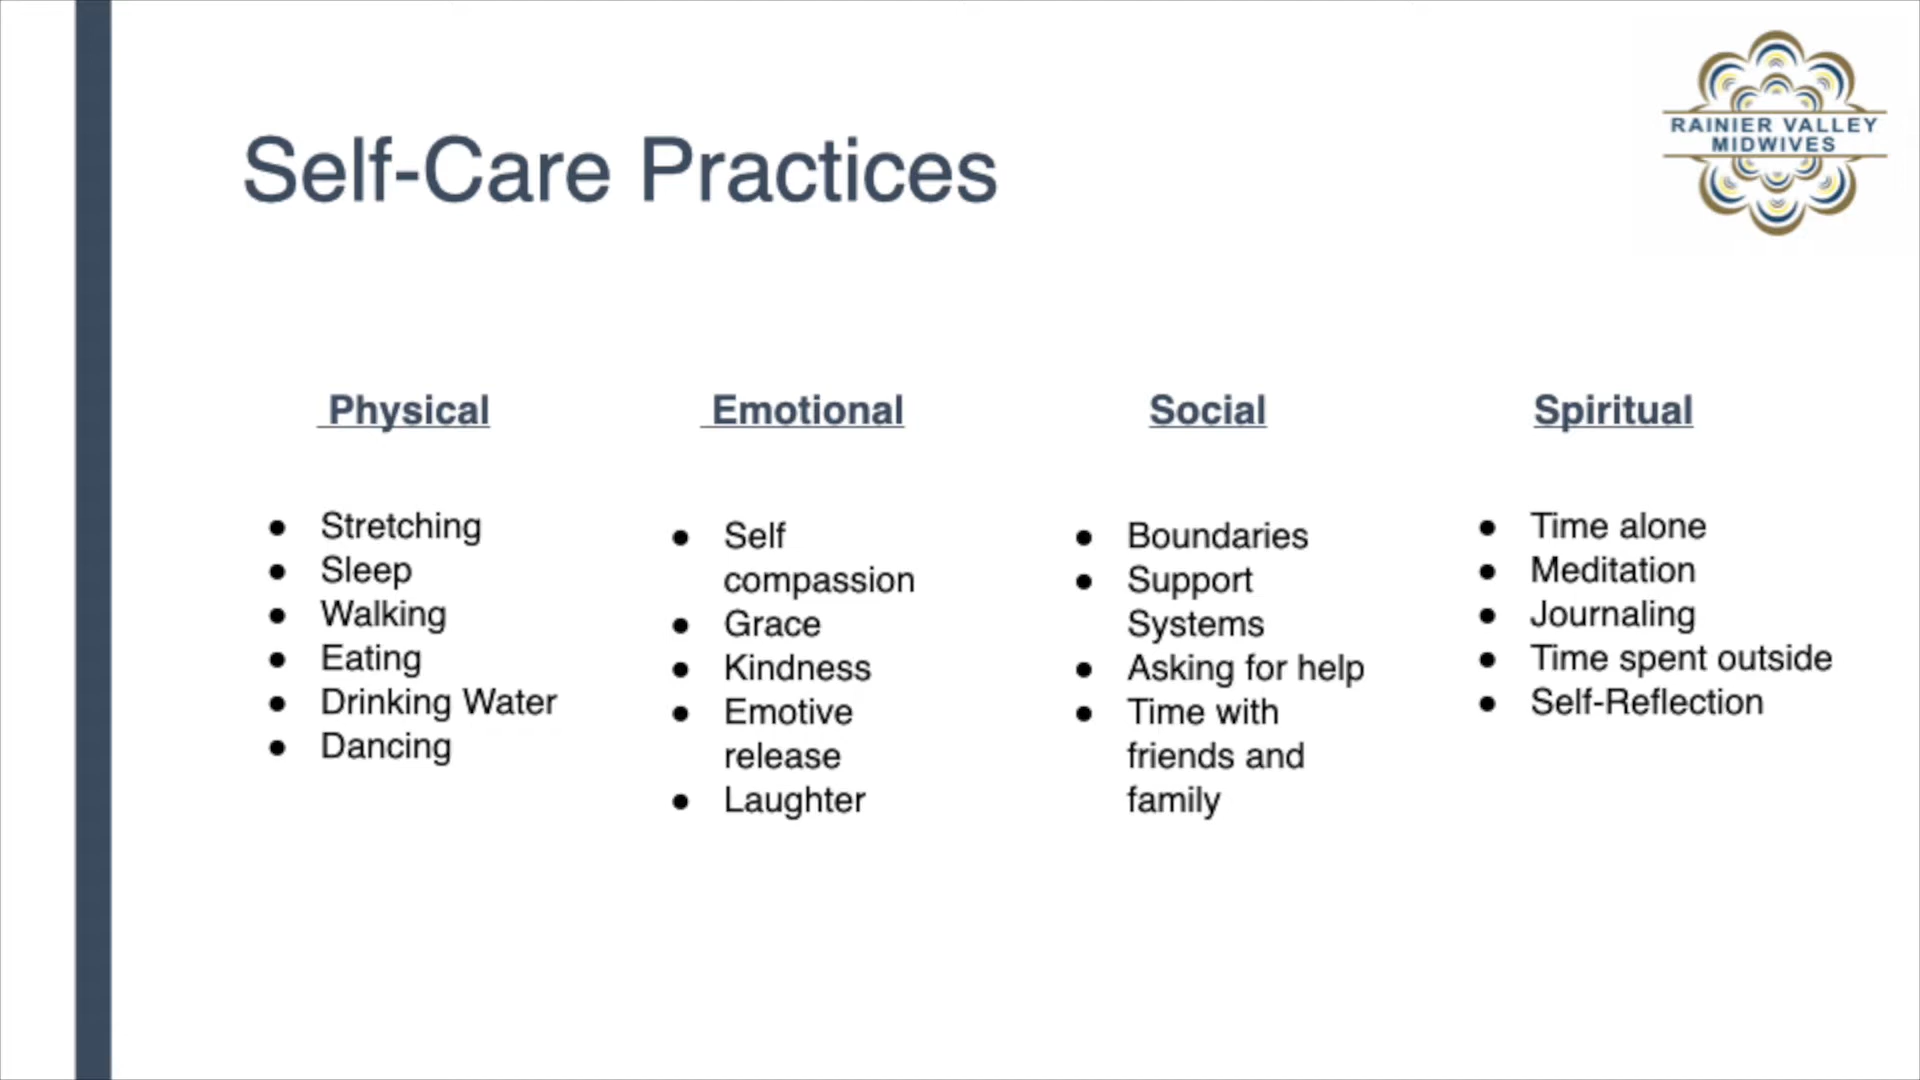 RAINIER VALLEY
MIDWIVES
Self-Care Practices
Physical
Stretching
Sleep
Walking
Eating
Drinking Water
Dancing
Emotional
Self
compassion
Grace
Kindness
Emotive
release
Laughter
Social
Boundaries
Support
Systems
Asking for help
Time with
friends and
family
Spiritual
Time alone
Meditation
Journaling
Time spent outside
Self-Reflection